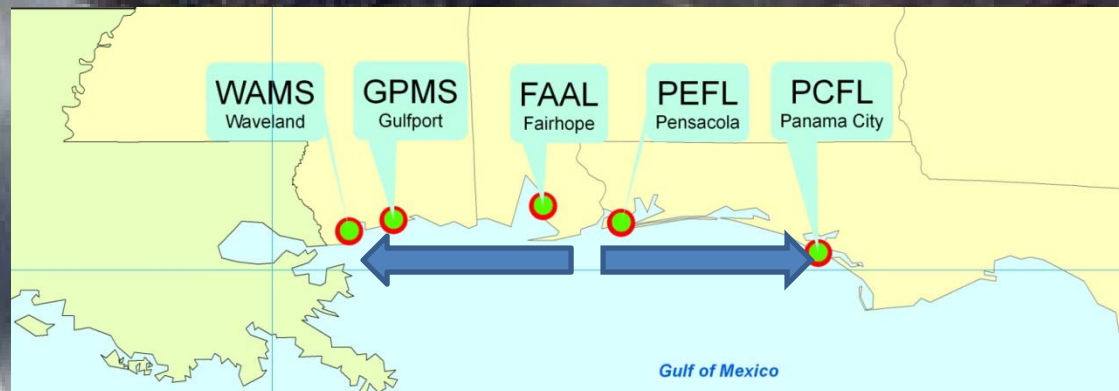 WAMS
Waveland
GPMS
Gulfport
FAAL
Fairhope
PEFL
Pensacola
PCFL
Panama City
Gulf of Mexico